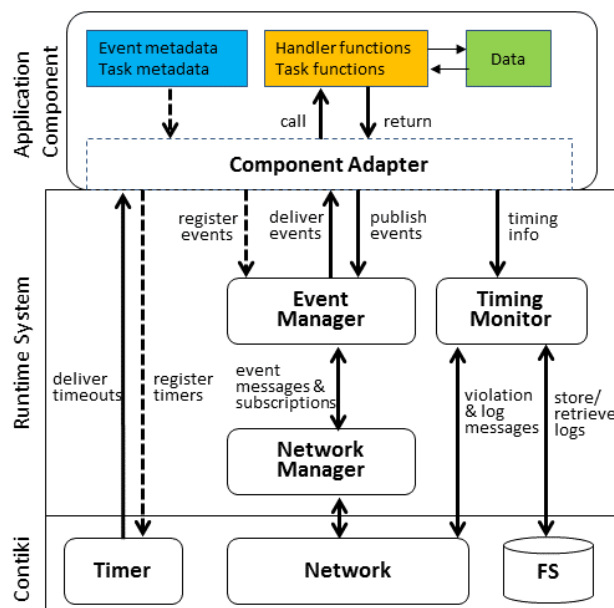 Application
Component
Event metadata
Task metadata
Handler functions
Task functions
Data
call
return
Component Adapter
Runtime System
register
events
deliver
events
publish
events
timing
info
Event
Manager
Timing
Monitor
deliver
timeouts
register
timers
event
messages &
subscriptions
violation
& log
messages
store/
retrieve
logs
Network
Manager
Contiki
Timer
Network
FS